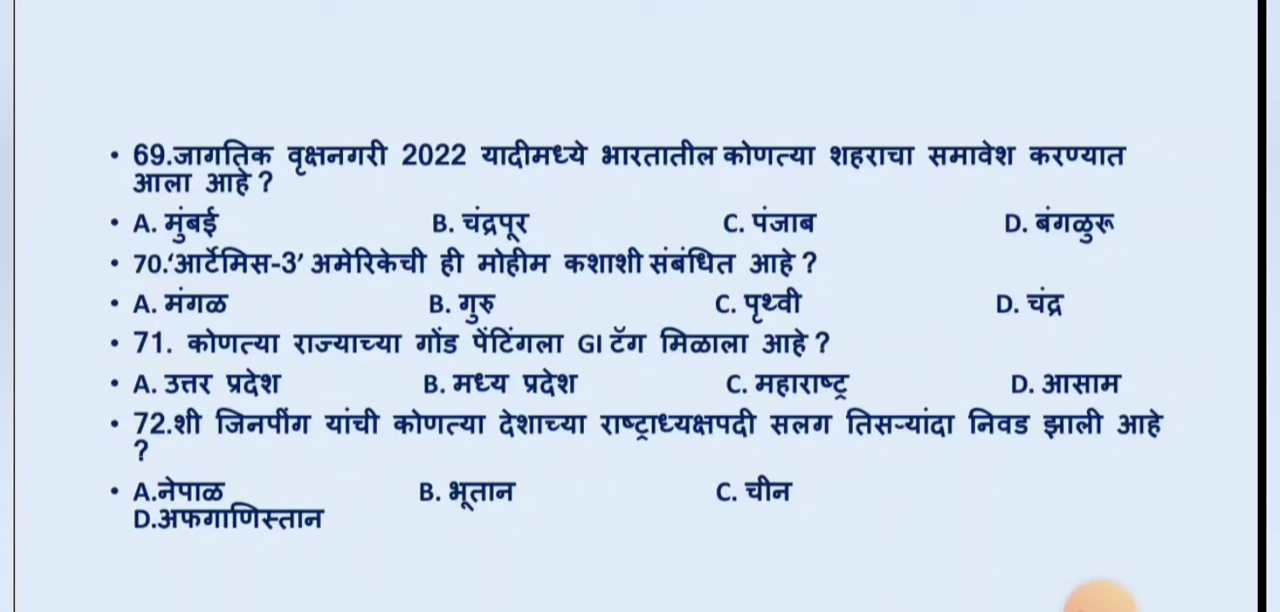 • 69.जागतिक वृक्षनगरी 2022 यादीमध्ये भारतातील कोणत्या शहराचा समावेश करण्यात
आला आहे ?
• A. मुंबई B. चंद्रपूर C. पंजाब D. बंगळुरू
• 70.‘आर्टेमिस-3’ अमेरिकेची ही मोहीम कशाशी संबंधित आहे ?
• A. मंगळ B. गुरु C. पृथ्वी D. चंद्र
• 71. कोणत्या राज्याच्या गोंड पेंटिंगला GI टॅग मिळाला आहे ?
• A. उत्तर प्रदेश B. मध्य प्रदेश C. महाराष्ट्र D. आसाम
• 72.शी जिनपींग यांची कोणत्या देशाच्या राष्ट्राध्यक्षपदी सलग तिसऱ्यांदा निवड झाली आहे
?
• A.नेपाळ B. भूतान C. चीन
D.अफगाणिस्तान